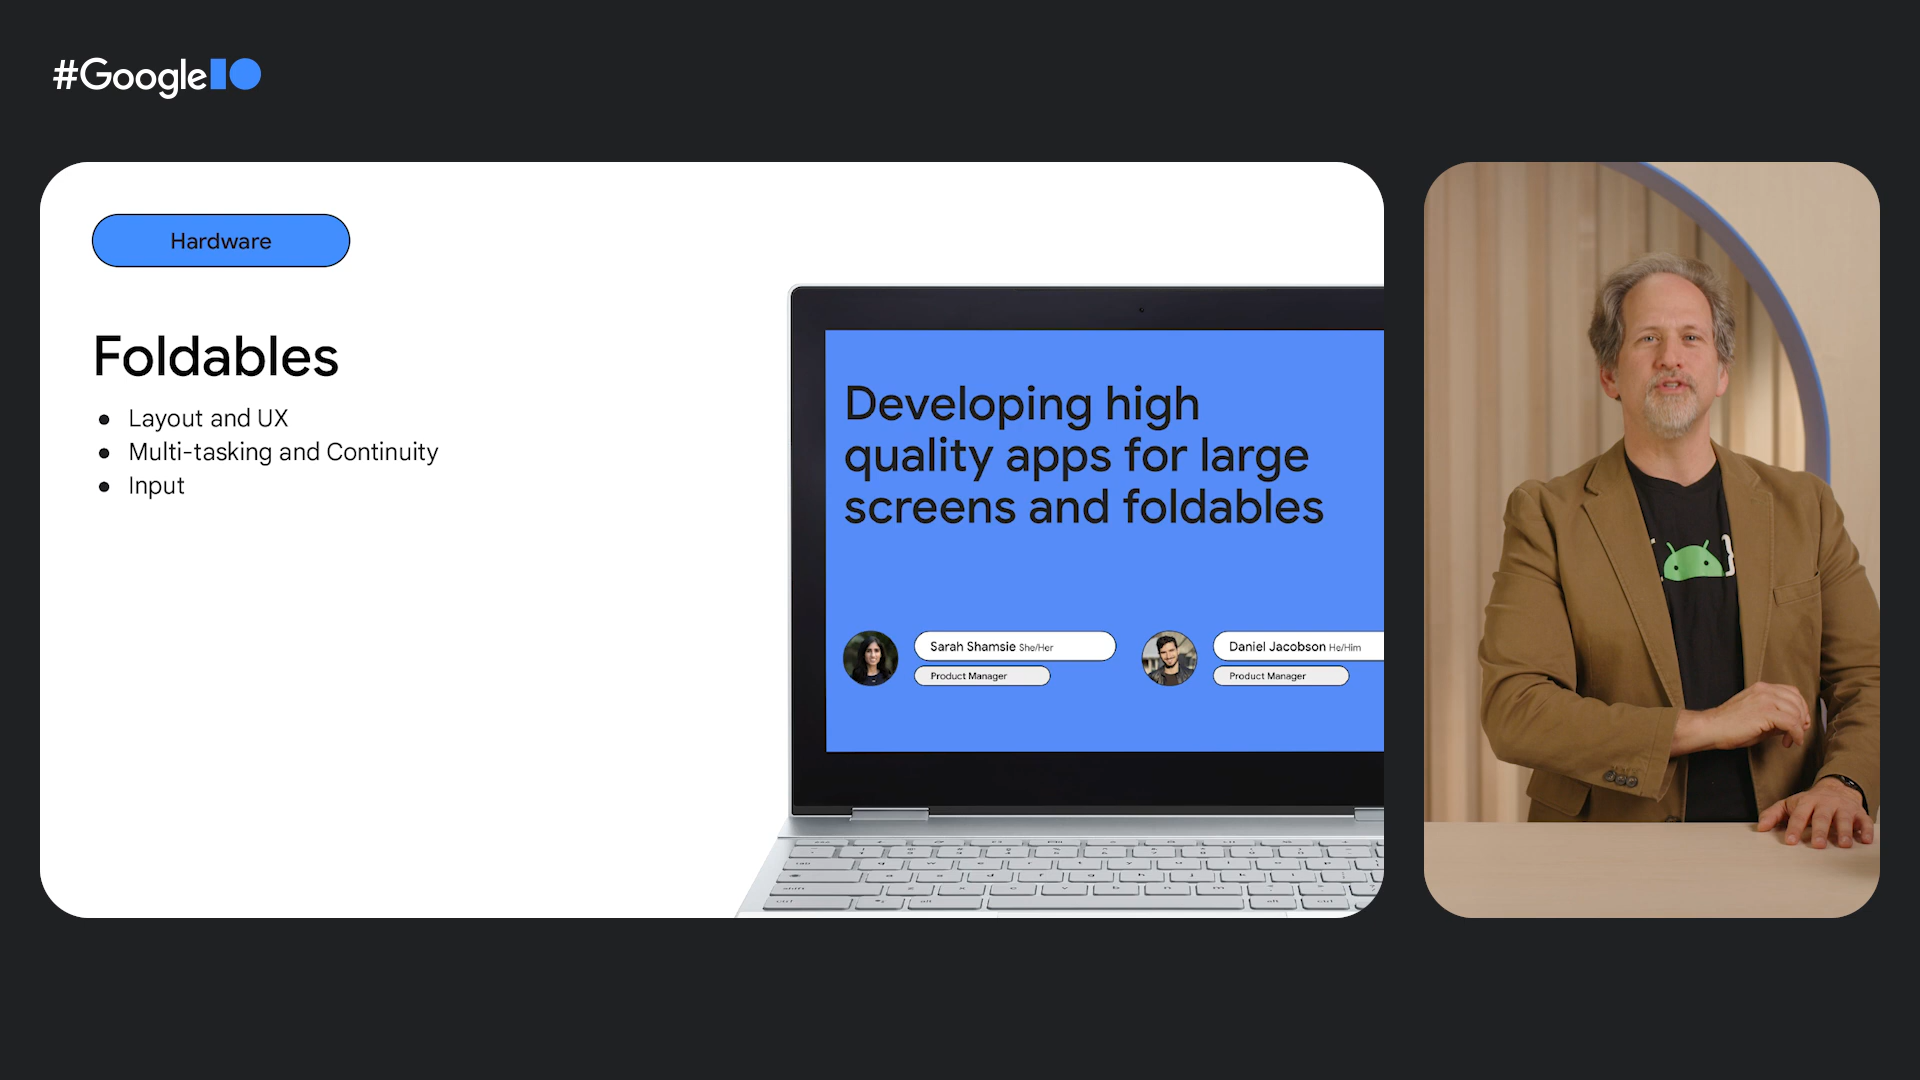 #GoogleIO
Hardware
Foldables
● Layout and UX
● Multi-tasking and Continuity
● Input
Developing high
quality apps for large
screens and foldables
Sarah Shamsie She/Her
Product Manager
Daniel Jacobson He/Him
Product Manager